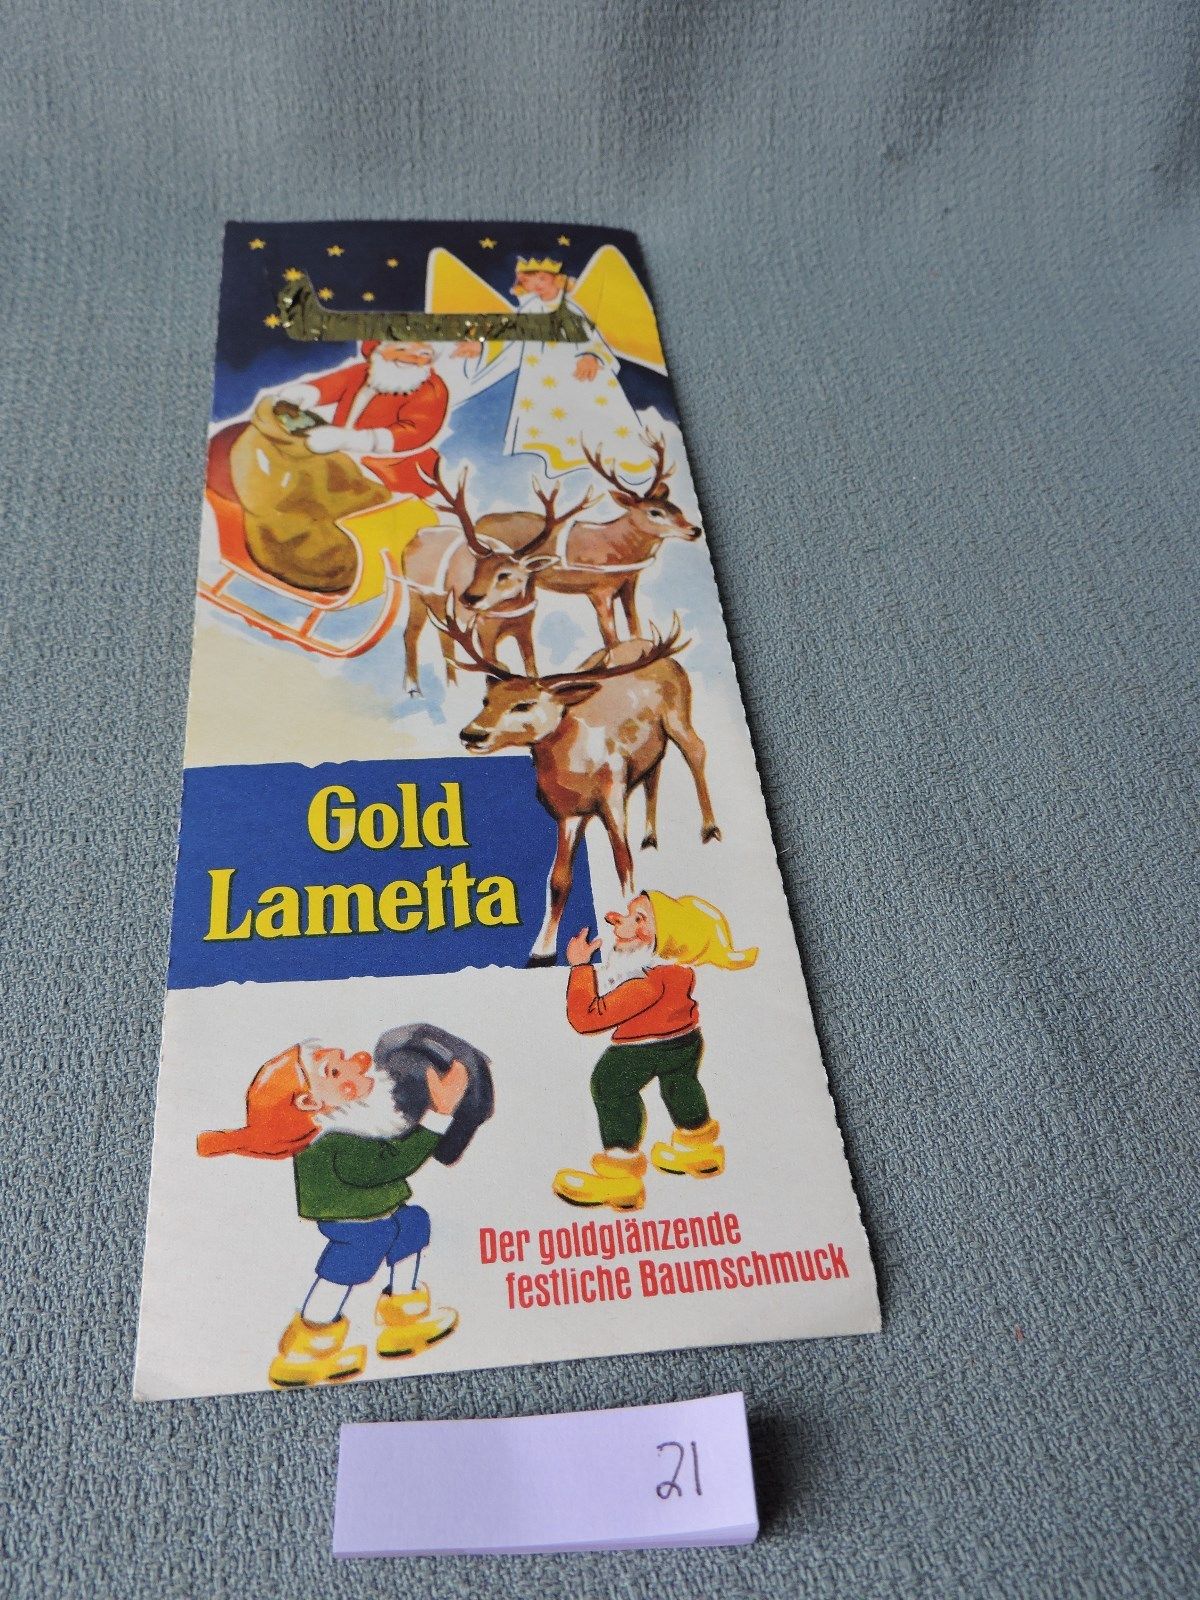 Gold
Lametta
Der goldglänzende
festliche Baumschmuck
21